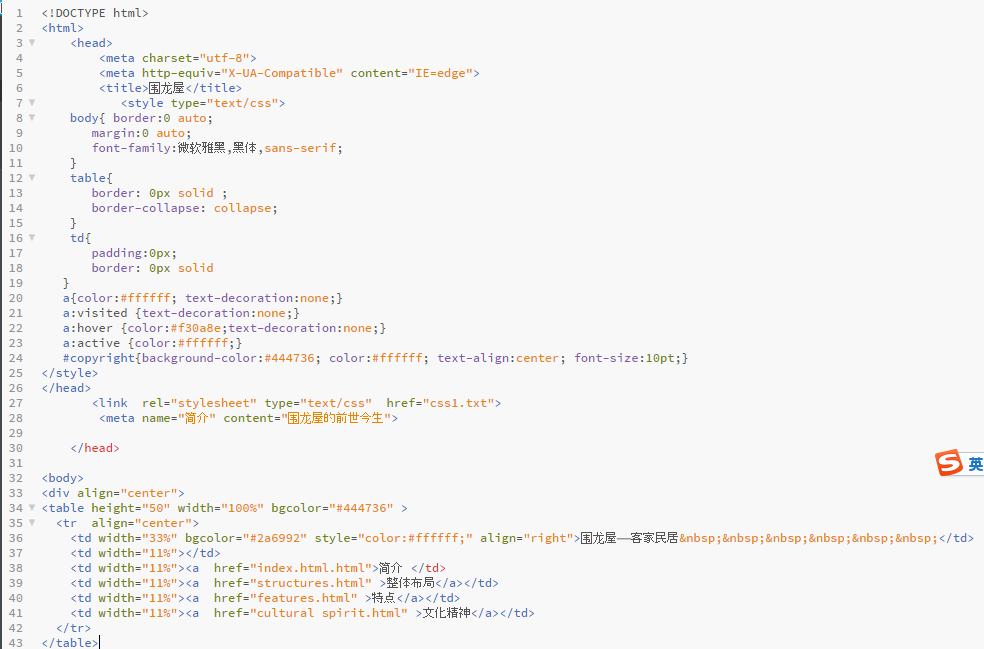 1 <!DOCTYPE html>
2 <html>
3 <head>
4 <meta charset="utf-8">
5 <meta http-equiv="X-UA-Compatible" content="IE=edge">
6 <title>围龙屋</title>
7 <style type="text/css">
8 body{ border:0 auto;
9 margin:0 auto;
10 font-family:微软雅黑,黑体,sans-serif;
11 }
12 table{
13 border: 0px solid ;
14 border-collapse: collapse;
15 }
16 td{
17 padding:0px;
18 border: 0px solid
19 }
20 a{color:#ffffff; text-decoration:none;}
21 a:visited {text-decoration:none;}
22 a:hover {color:#f30a8e;text-decoration:none;}
23 a:active {color:#ffffff;}
24 #copyright{background-color:#444736; color:#ffffff; text-align:center; font-size:10pt;}
25 </style>
26 </head>
27 <link  rel="stylesheet" type="text/css"  href="css1.txt">
28 <meta name="简介" content="围龙屋的前世今生">
29
30 </head>
31
32 <body>
33 <div align="center">
34 <table height="50" width="100%" bgcolor="#444736" >
35 <tr  align="center">
36 <td width="33%" bgcolor="#2a6992" style="color:#ffffff;" align="right">围龙屋——客家民居&nbsp;&nbsp;&nbsp;&nbsp;&nbsp;&nbsp;</td>
37 <td width="11%"></td>
38 <td width="11%"><a  href="index.html.html">简介 </td>
39 <td width="11%"><a  href="structures.html" >整体布局</a></td>
40 <td width="11%"><a  href="features.html" >特点</a></td>
41 <td width="11%"><a  href="cultural spirit.html" >文化精神</a></td>
42 </tr>
43 </table>
英